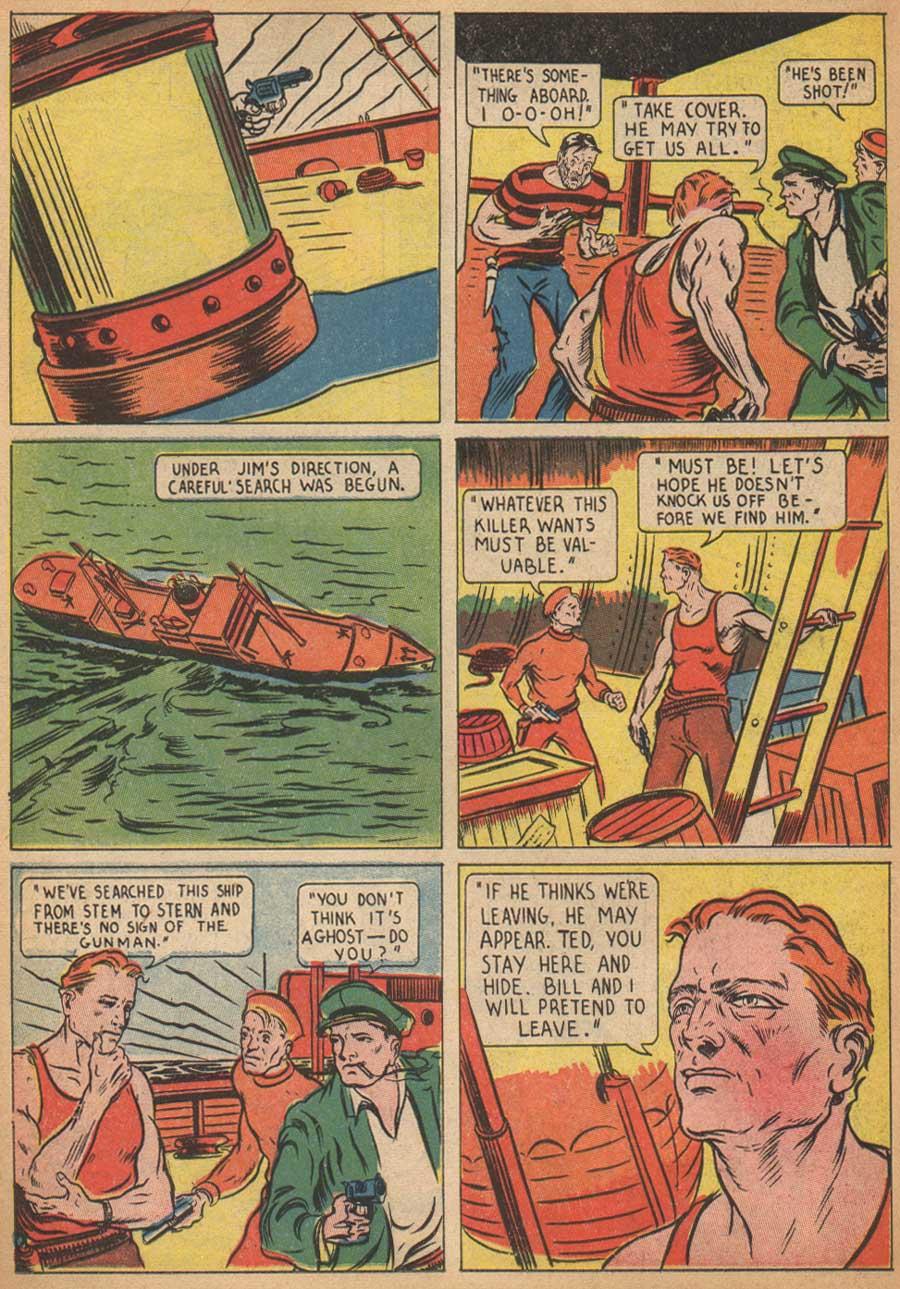 "THERE'S SOME-
THING ABOARD.
I O-O-OH!"
"TAKE COVER.
HE MAY TRY TO
GET US ALL."
"HE'S BEEN
SHOT!"
UNDER JIM'S DIRECTION, A
CAREFUL SEARCH WAS BEGUN.
"WHATEVER THIS
KILLER WANTS
MUST BE VAL-
UABLE."
"MUST BE! LET'S
HOPE HE DOESN'T
KNOCK US OFF BE-
FORE WE FIND HIM."
"WE'VE SEARCHED THIS SHIP
FROM STEM TO STERN AND
THERE'S NO SIGN OF THE
GUNMAN."
"YOU DON'T
THINK IT'S
A GHOST—DO
YOU?"
"IF HE THINKS WE'RE
LEAVING, HE MAY
APPEAR. TED, YOU
STAY HERE AND
HIDE. BILL AND I
WILL PRETEND TO
LEAVE."